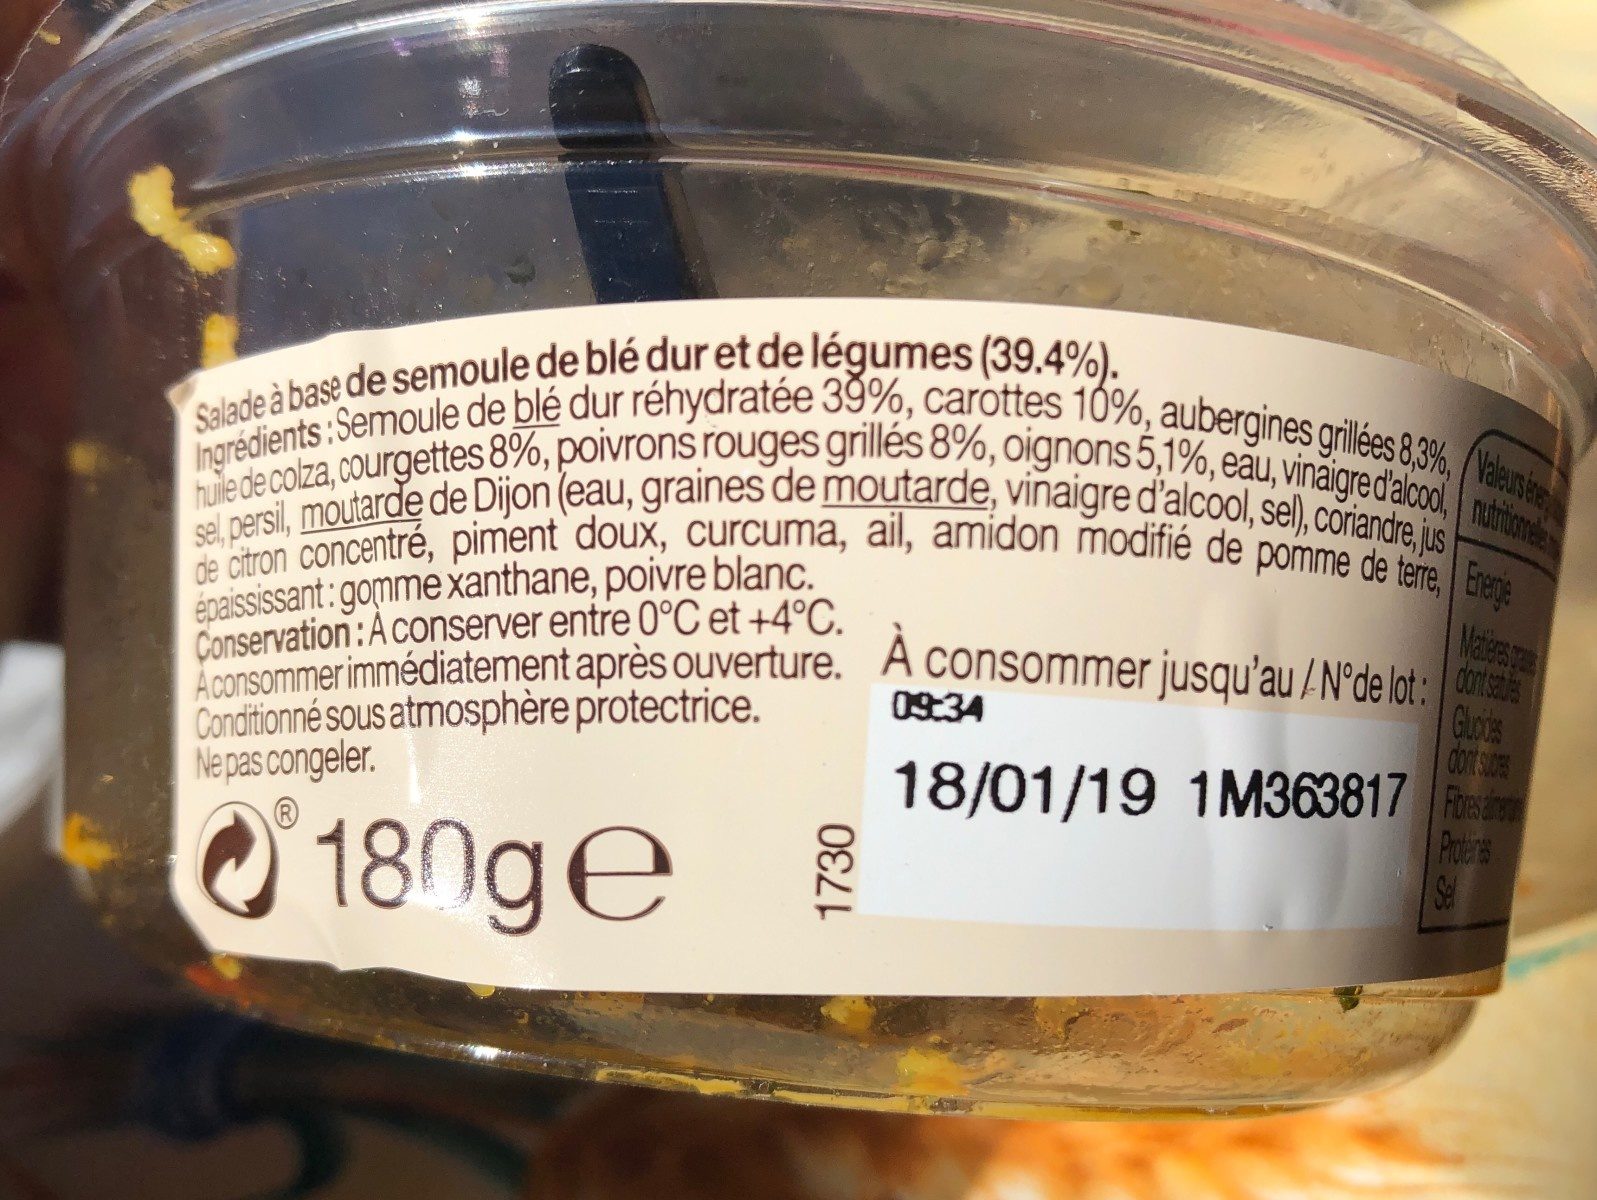 Salade à base de semoule de blé dur et de légumes (39.4%).
Ingrédients : Semoule de blé dur réhydratée 39%, carottes 10%, aubergines grillées 8,3%,
huile de colza, courgettes 8%, poivrons rouges grillés 8%, oignons 5,1%, eau, vinaigre d'alcool,
sel, persil, moutarde de Dijon (eau, graines de moutarde, vinaigre d'alcool, sel), coriandre, jus
de citron concentré, piment doux, curcuma, ail, amidon modifié de pomme de terre,
épaississant : gomme xanthane, poivre blanc.
Conservation : À conserver entre 0°C et +4°C.
À consommer immédiatement après ouverture.
Conditionné sous atmosphère protectrice.
Ne pas congeler.
® 180g e
1730
À consommer jusqu'au / N°de lot :
09:34
18/01/19 1M363817
Valeurs
Energie
Matières
dont saturés
Glucides
dont sucres
Fibres
Protéines
Sel